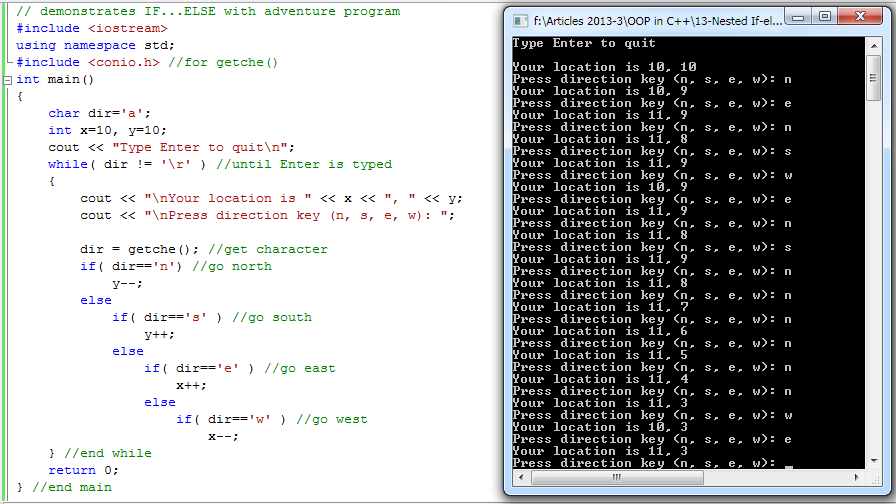 // demonstrates IF...ELSE with adventure program
#include <iostream>
using namespace std;
#include <conio.h> //for getche()
int main()
{
    char dir='a';
    int x=10, y=10;
    cout << "Type Enter to quit\n";
    while( dir != '\r' ) //until Enter is typed
    {
        cout << "\nYour location is " << x << ", " << y;
        cout << "\nPress direction key (n, s, e, w): ";

        dir = getche(); //get character
        if( dir=='n') //go north
            y--;
        else
            if( dir=='s' ) //go south
                y++;
            else
                if( dir=='e' ) //go east
                    x++;
                else
                    if( dir=='w' ) //go west
                        x--;
    } //end while
    return 0;
} //end main
f:\Articles 2013-3\OOP in C++\13-Nested If-el...
Type Enter to quit

Your location is 10, 10
Press direction key (n, s, e, w): n
Your location is 10, 9
Press direction key (n, s, e, w): e
Your location is 11, 9
Press direction key (n, s, e, w): n
Your location is 11, 8
Press direction key (n, s, e, w): s
Your location is 11, 9
Press direction key (n, s, e, w): w
Your location is 10, 9
Press direction key (n, s, e, w): e
Your location is 11, 9
Press direction key (n, s, e, w): n
Your location is 11, 8
Press direction key (n, s, e, w): s
Your location is 11, 9
Press direction key (n, s, e, w): n
Your location is 11, 8
Press direction key (n, s, e, w): n
Your location is 11, 7
Press direction key (n, s, e, w): n
Your location is 11, 6
Press direction key (n, s, e, w): n
Your location is 11, 5
Press direction key (n, s, e, w): n
Your location is 11, 4
Press direction key (n, s, e, w): n
Your location is 11, 3
Press direction key (n, s, e, w): w
Your location is 10, 3
Press direction key (n, s, e, w): e
Your location is 11, 3
Press direction key (n, s, e, w): _